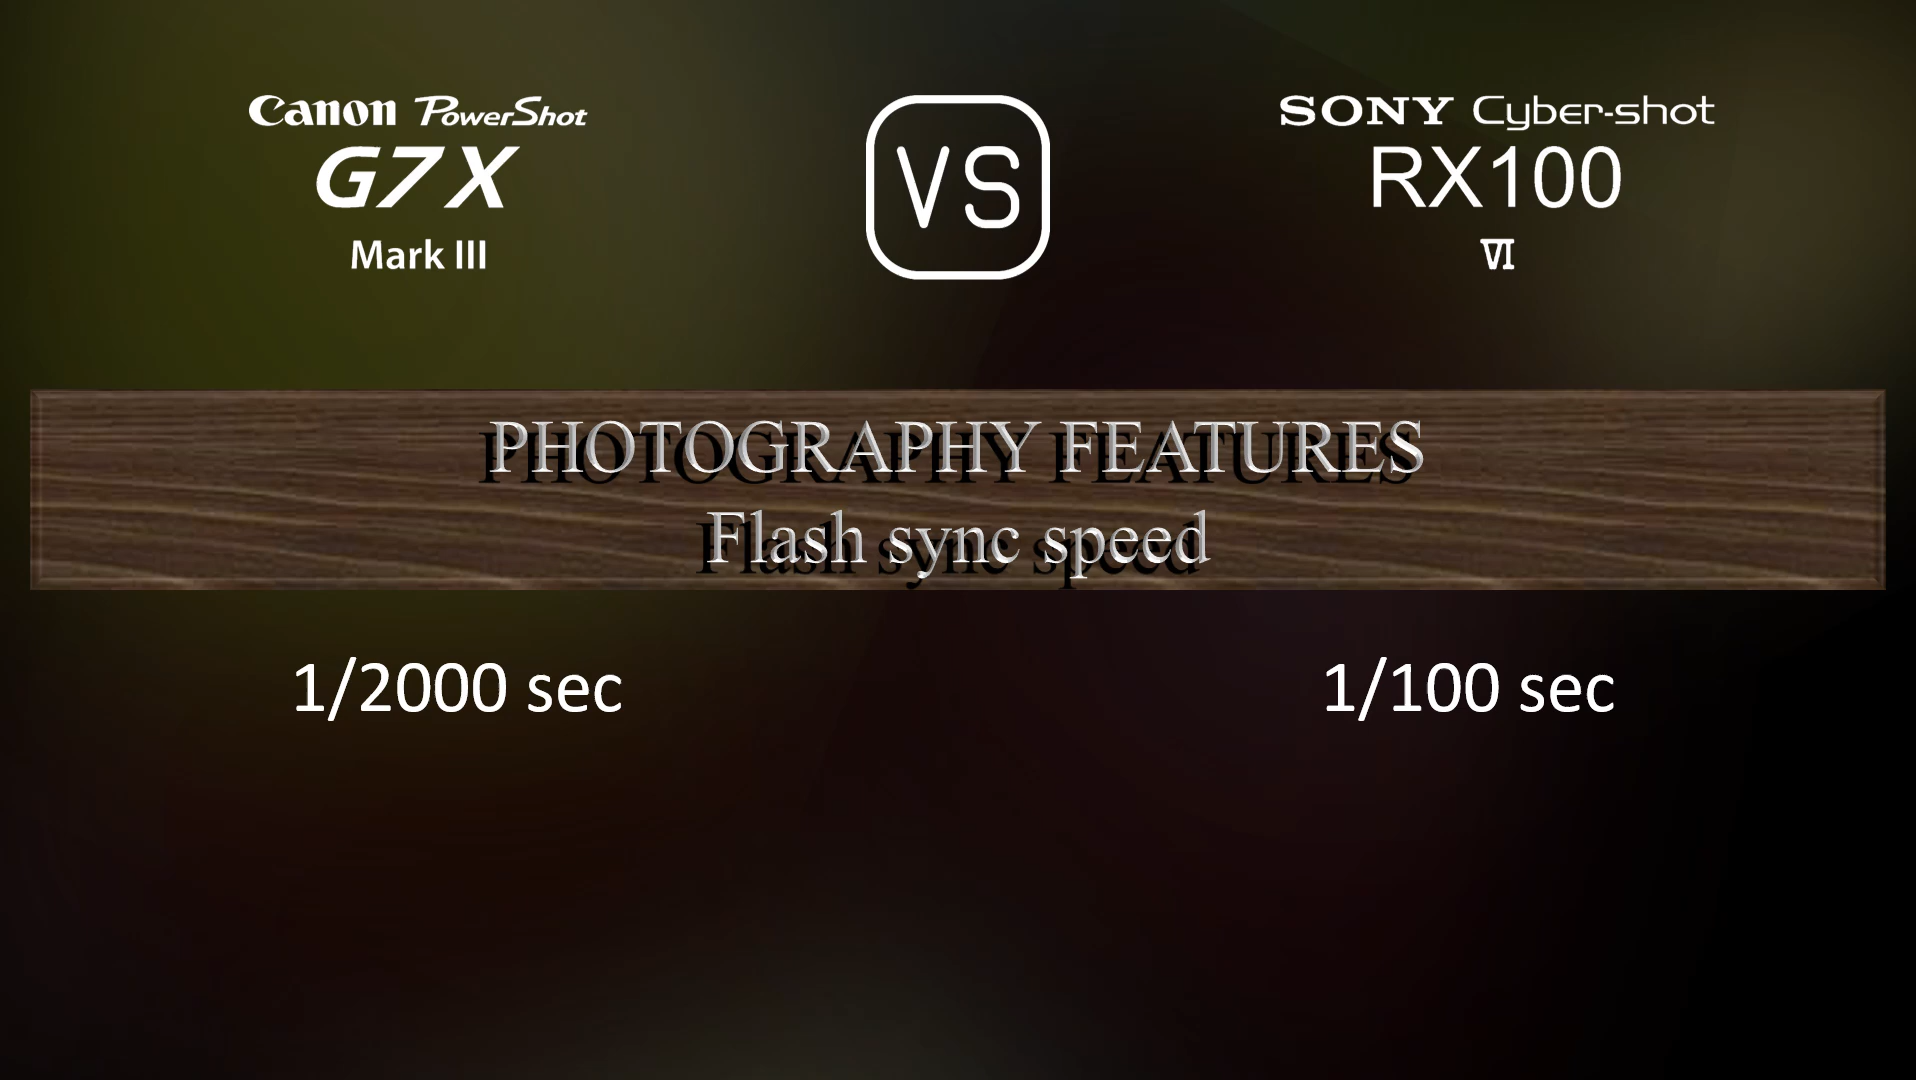 Canon PowerShot
G7 X
Mark III
VS
SONY Cyber-shot
RX100
VI
PHOTOGRAPHY FEATURES
Flash sync speed
1/2000 sec
1/100 sec